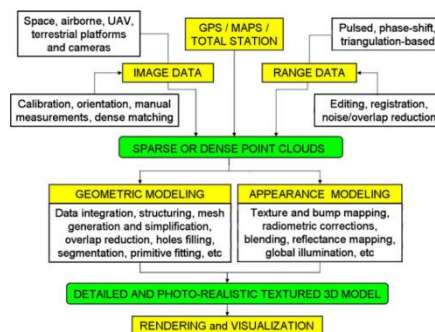 Space, airborne, UAV,
terrestrial platforms
and cameras
GPS / MAPS /
TOTAL STATION
Pulsed, phase-shift,
triangulation-based
IMAGE DATA
RANGE DATA
Calibration, orientation, manual
measurements, dense matching
Editing, registration,
noise/overlap reduction
SPARSE OR DENSE POINT CLOUDS
GEOMETRIC MODELING
Data integration, structuring, mesh
generation and simplification,
overlap reduction, holes filling,
segmentation, primitive fitting, etc
APPEARANCE MODELING
Texture and bump mapping,
radiometric corrections,
blending, reflectance mapping,
global illumination, etc
DETAILED AND PHOTO-REALISTIC TEXTURED 3D MODEL
RENDERING and VISUALIZATION